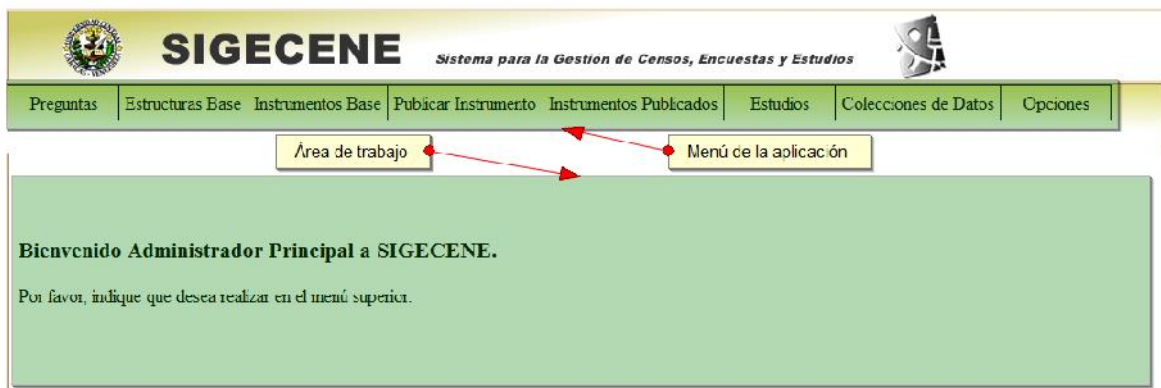 SIGECENE Sistema para la Gestión de Censos, Encuestas y Estudios
Preguntas Estructuras Base Instrumentos Base Publicar Instrumento Instrumentos Publicados Estudios Colecciones de Datos Opciones
Área de trabajo Menú de la aplicación
Bienvenido Administrador Principal a SIGECENE.
Por favor, indique que desea realizar en el menú superior.